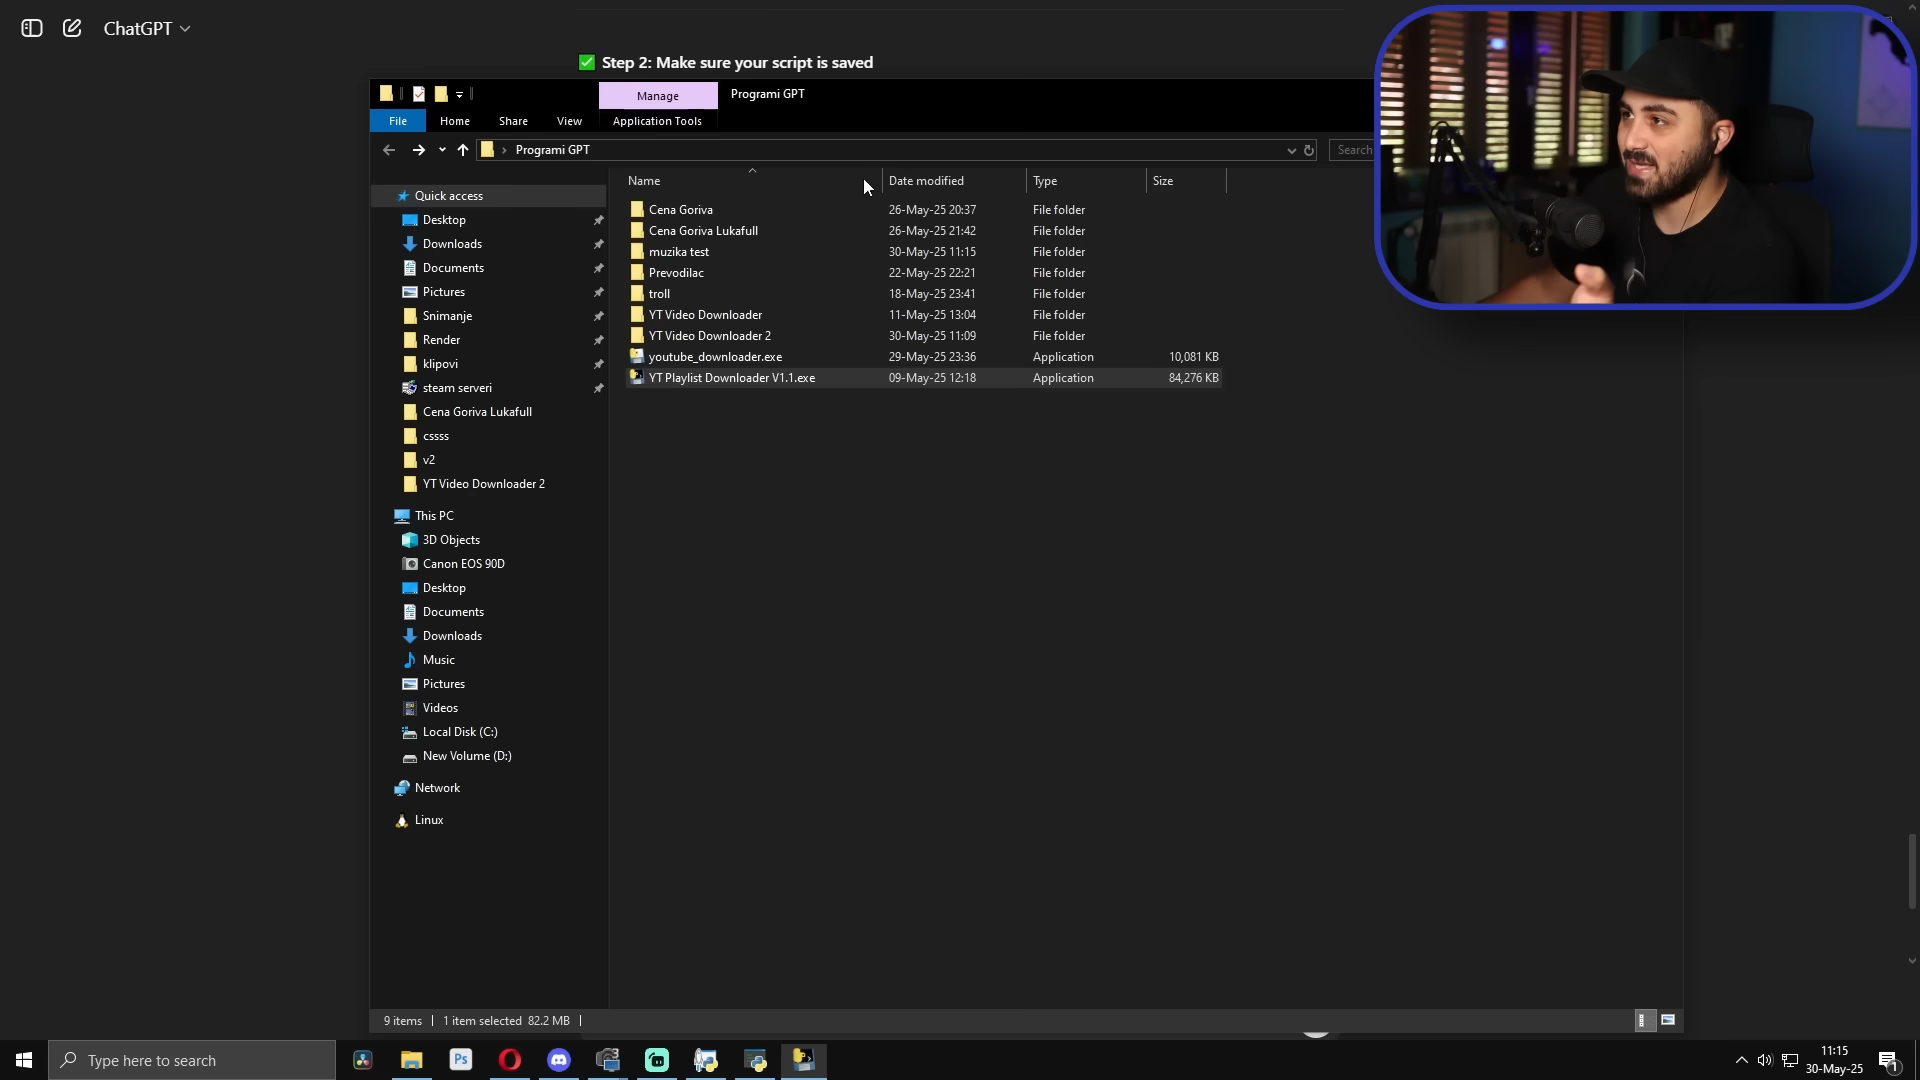 ChatGPT
Step 2: Make sure your script is saved
Manage
Programi GPT
File
Home
Share
View
Application Tools
Programi GPT
Search
Name
Date modified
Type
Size
Quick access
Desktop
Downloads
Documents
Pictures
Snimanje
Render
klipovi
steam serveri
Cena Goriva Lukafull
cssss
v2
YT Video Downloader 2
This PC
3D Objects
Canon EOS 90D
Desktop
Documents
Downloads
Music
Pictures
Videos
Local Disk (C:)
New Volume (D:)
Network
Linux
Cena Goriva 26-May-25 20:37 File folder
Cena Goriva Lukafull 26-May-25 21:42 File folder
muzika test 30-May-25 11:15 File folder
Prevodilac 22-May-25 22:21 File folder
troll 18-May-25 23:41 File folder
YT Video Downloader 11-May-25 13:04 File folder
YT Video Downloader 2 30-May-25 11:09 File folder
youtube_downloader.exe 29-May-25 23:36 Application 10,081 KB
YT Playlist Downloader V1.1.exe 09-May-25 12:18 Application 84,276 KB
9 items 1 item selected 82.2 MB
Type here to search
Ps
11:15
30-May-25
1